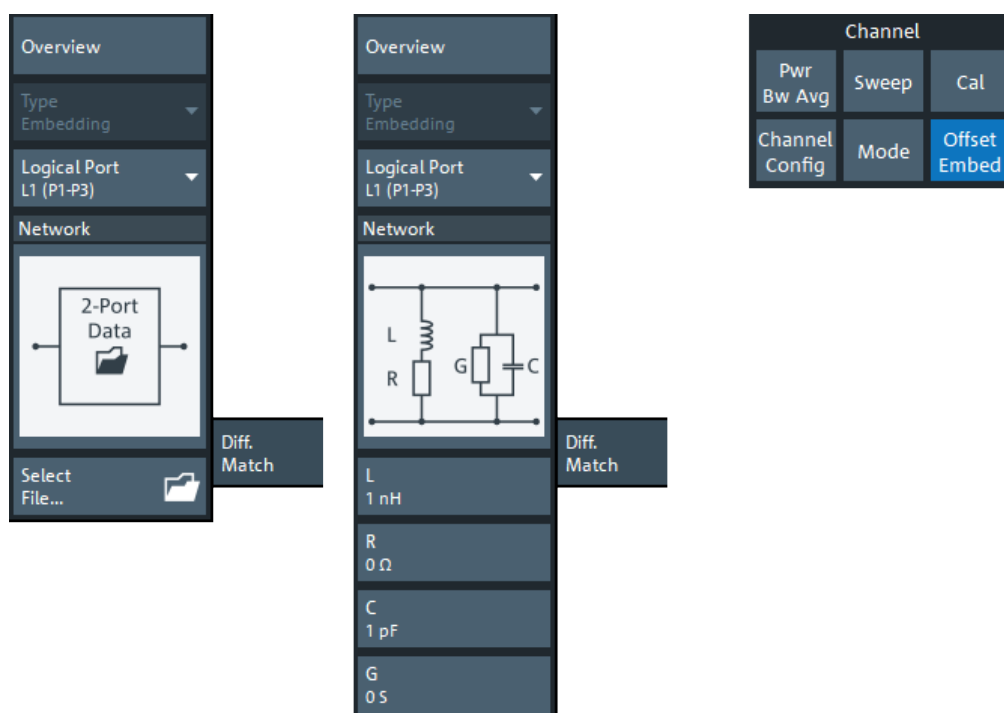 Overview
Type
Embedding
Logical Port
L1 (P1-P3)
Network
2-Port
Data
Select
File...
Diff.
Match
Overview
Type
Embedding
Logical Port
L1 (P1-P3)
Network
L
R
G
C
L
1 nH
R
0 Ω
C
1 pF
G
0 S
Diff.
Match
Channel
Pwr
Bw Avg
Sweep
Cal
Channel
Config
Mode
Offset
Embed